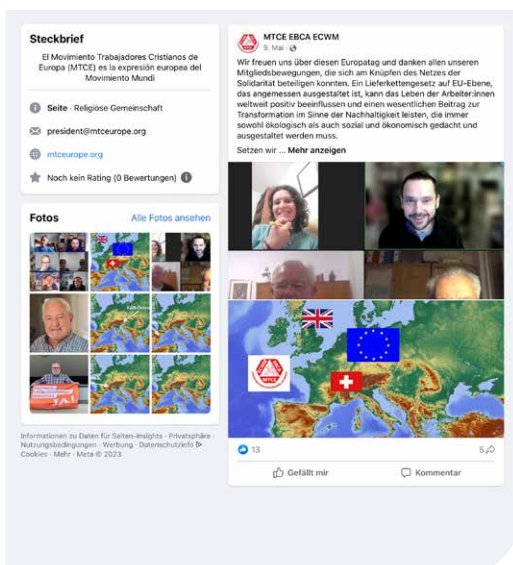 Steckbrief
El Movimiento Trabajadores Cristianos de
Europa (MTCE) es la expresión europea del
Movimiento Mundi
Seite · Religiöse Gemeinschaft
president@mtceurope.org
mtceurope.org
Noch kein Rating (0 Bewertungen)
Fotos
Alle Fotos ansehen
Informationen zu Daten für Seiten-Insights · Privatsphäre ·
Nutzungsbedingungen · Werbung · Datenschutzinfo ·
Cookies · Mehr · Meta © 2023
MTCE EBCA ECWM
9. Mai ·
Wir freuen uns über diesen Europatag und danken allen unseren
Mitgliedsbewegungen, die sich am Knüpfen des Netzes der
Solidarität beteiligen konnten. Ein Lieferkettengesetz auf EU-Ebene,
das angemessen ausgestaltet ist, kann das Leben der Arbeiter:innen
weltweit positiv beeinflussen und einen wesentlichen Beitrag zur
Transformation im Sinne der Nachhaltigkeit leisten, die immer
sowohl ökologisch als auch sozial und ökonomisch gedacht und
ausgestaltet werden muss.
Setzen wir ... Mehr anzeigen
MTCE
13
5
Gefällt mir
Kommentar